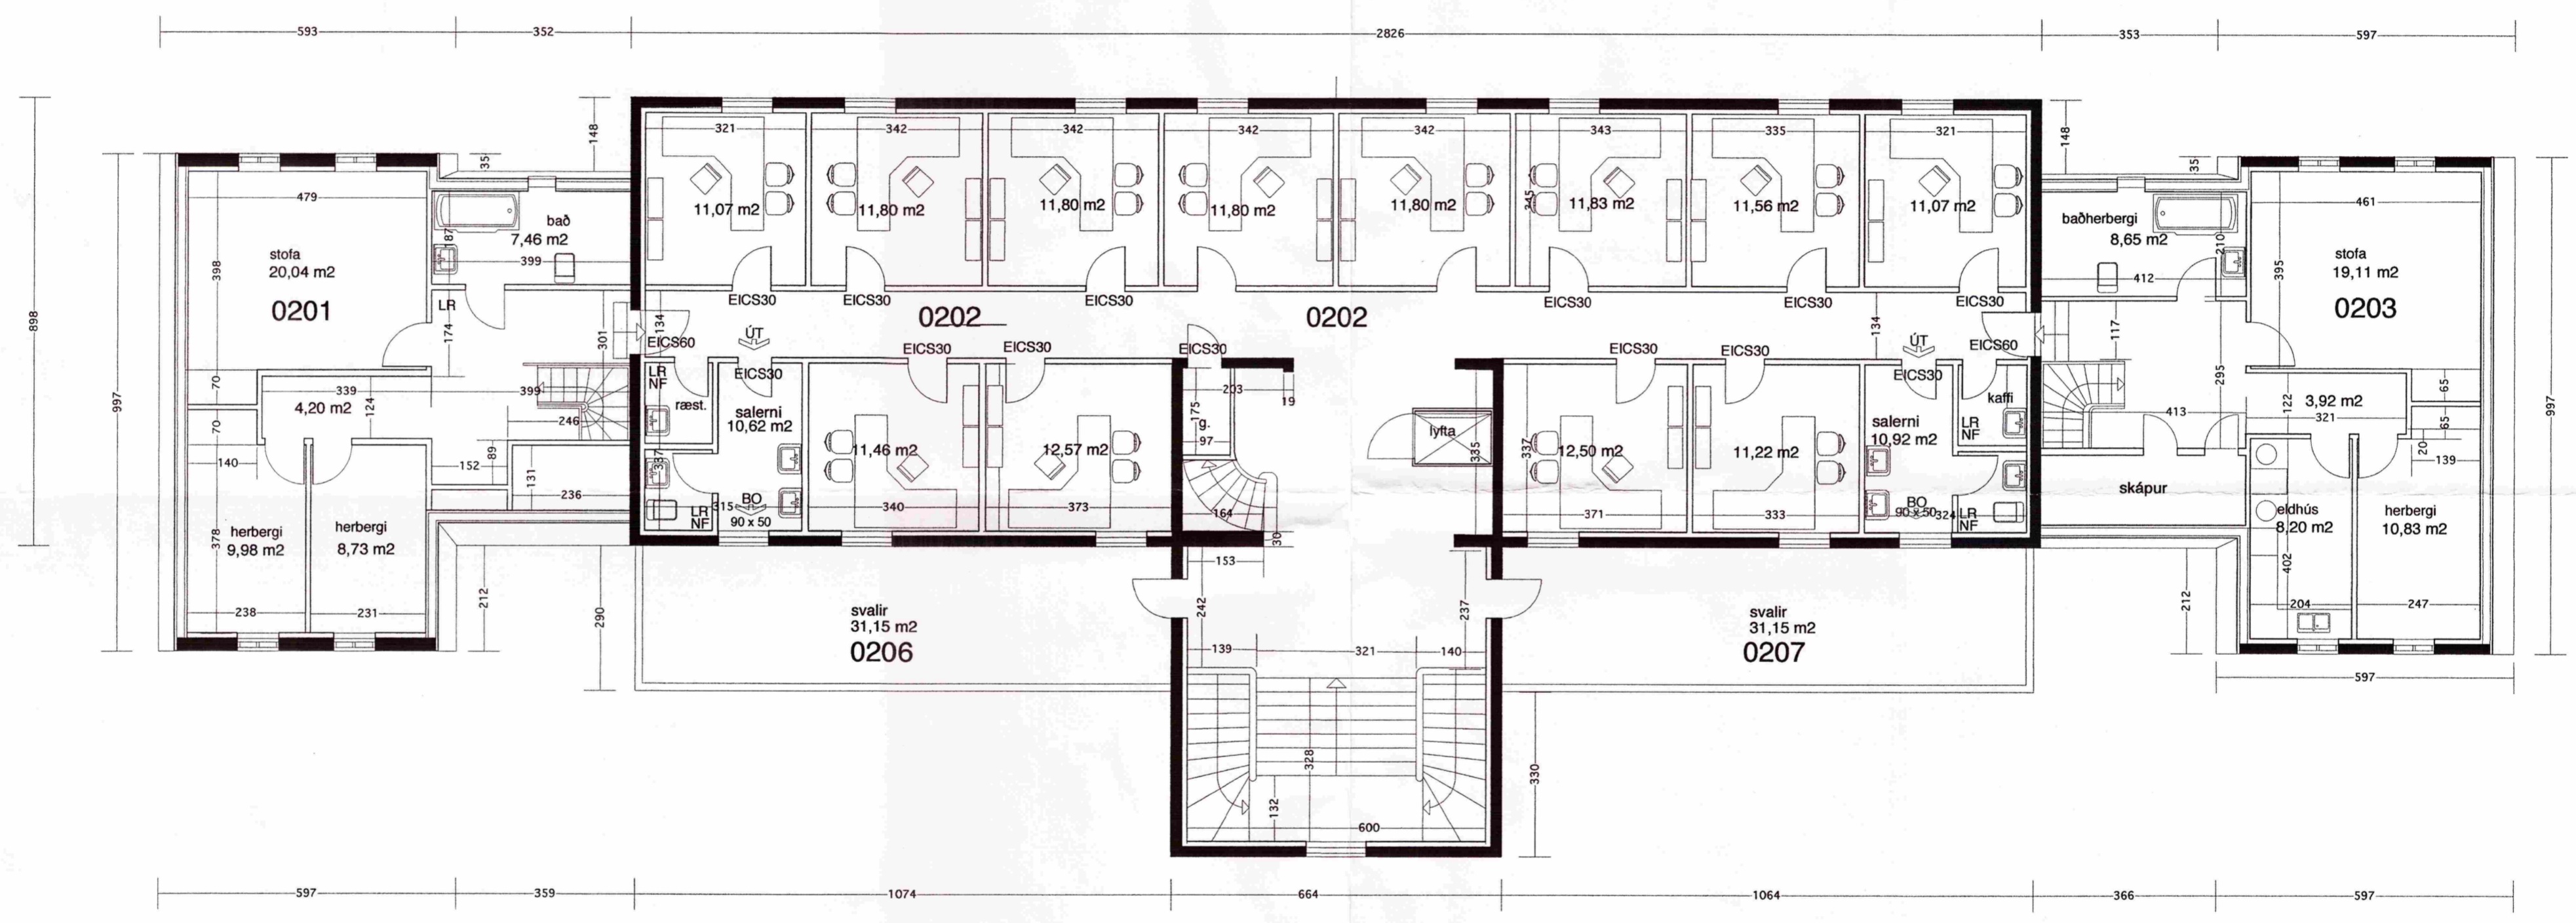 593
352
2826
353
597
898
997
148
35
479
stofa
20,04 m2
0201
398
70
70
bað
7,46 m2
187
399
LR
174
301
339
4,20 m2
124
399
246
140
152
89
131
236
herbergi
9,98 m2
378
238
herbergi
8,73 m2
231
212
290
321
11,07 m2
342
11,80 m2
342
11,80 m2
342
11,80 m2
342
11,80 m2
343
345
11,83 m2
335
11,56 m2
321
11,07 m2
EICS30
EICS30
EICS30
EICS30
EICS30
EICS30
0202
0202
134
EICS60
ÚT
EICS30
EICS30
EICS30
EICS30
EICS30
EICS30
134
ÚT
EICS30
EICS60
LR
NF
ræst.
salerni
10,62 m2
337
LR
NF
315
BO
90 x 50
11,46 m2
340
12,57 m2
373
203
19
175
g.
97
164
30
lyfta
335
337
12,50 m2
371
11,22 m2
333
salerni
10,92 m2
kaffi
LR
NF
BO
90 x 50
324
LR
NF
148
35
baðherbergi
8,65 m2
210
412
461
stofa
19,11 m2
0203
395
117
295
413
122
3,92 m2
321
65
65
20
139
skápur
eldhús
8,20 m2
402
204
herbergi
10,83 m2
247
212
997
597
svalir
31,15 m2
0206
153
242
237
139
321
140
328
132
600
330
svalir
31,15 m2
0207
597
359
1074
664
1064
366
597